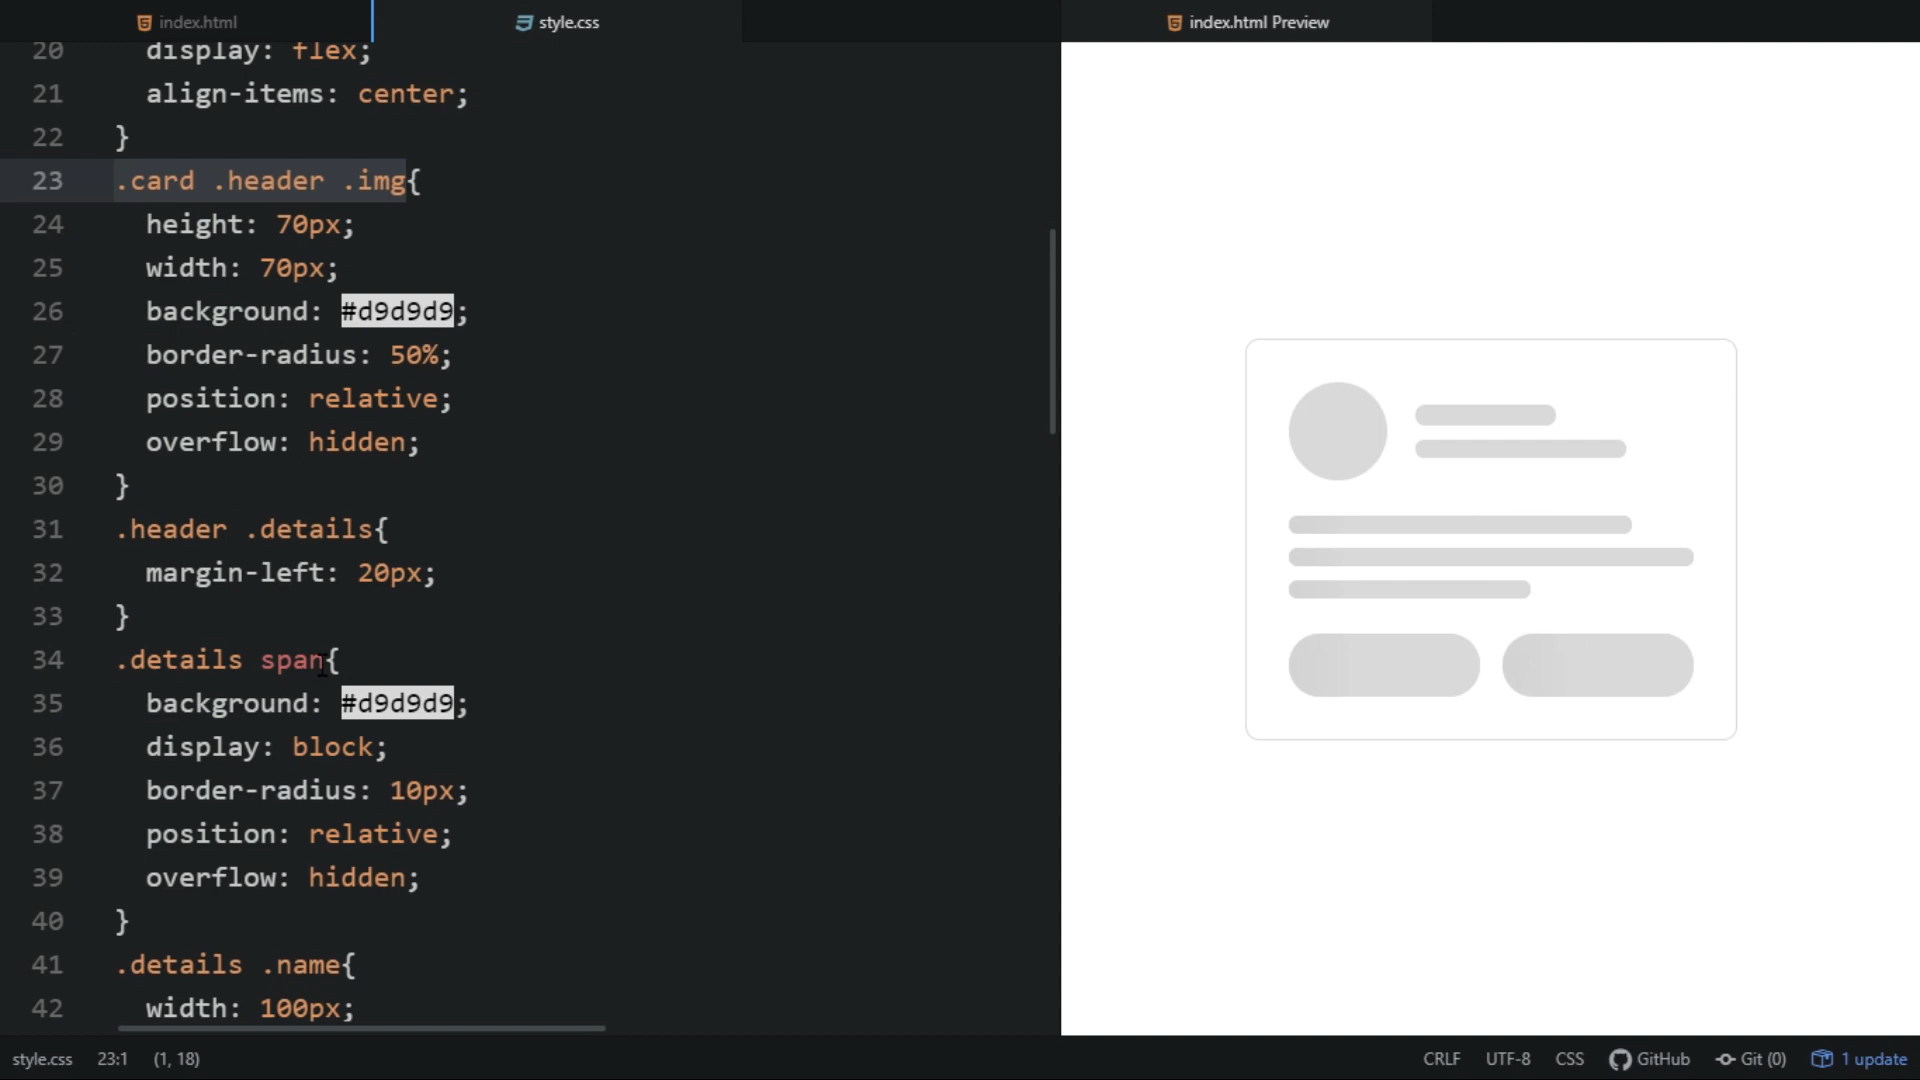 index.html
style.css
index.html Preview
20 display: flex;
21 align-items: center;
22 }
23 .card .header .img{
24 height: 70px;
25 width: 70px;
26 background: #d9d9d9;
27 border-radius: 50%;
28 position: relative;
29 overflow: hidden;
30 }
31 .header .details{
32 margin-left: 20px;
33 }
34 .details span{
35 background: #d9d9d9;
36 display: block;
37 border-radius: 10px;
38 position: relative;
39 overflow: hidden;
40 }
41 .details .name{
42 width: 100px;
style.css 23:1 (1, 18) CRLF UTF-8 CSS GitHub Git (0) 1 update